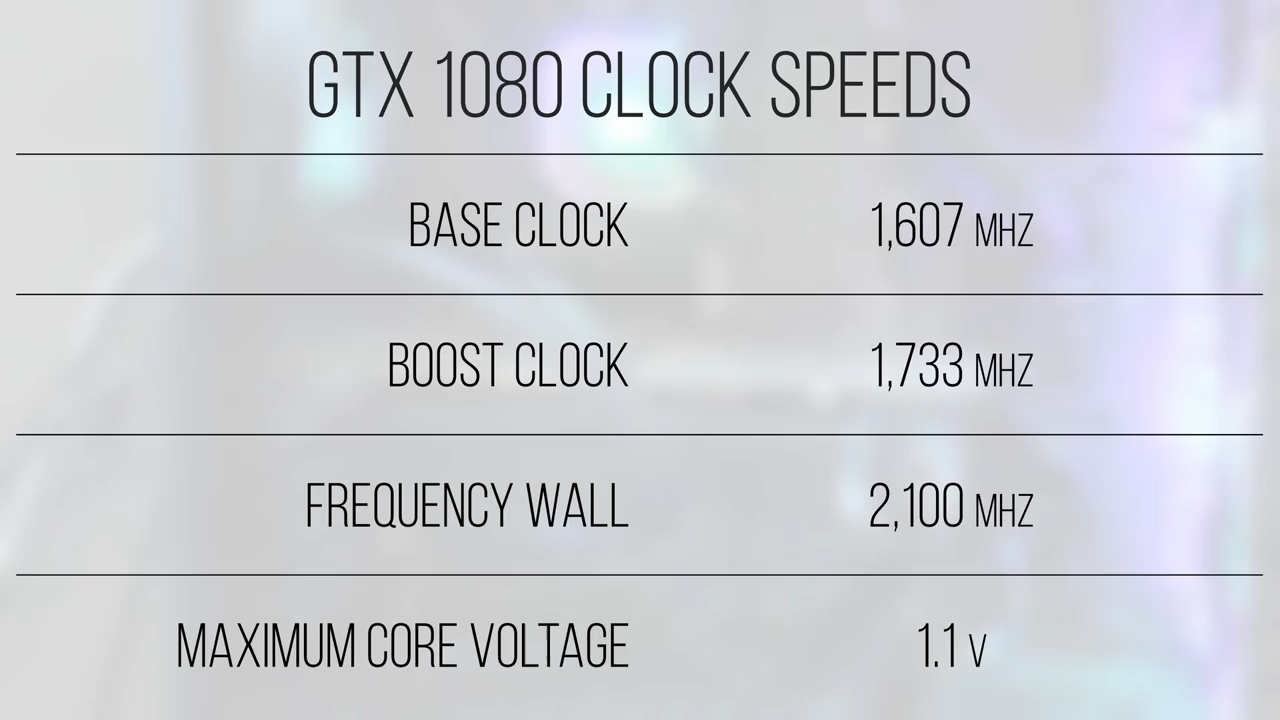 GTX 1080 CLOCK SPEEDS
BASE CLOCK 1,607 MHZ
BOOST CLOCK 1,733 MHZ
FREQUENCY WALL 2,100 MHZ
MAXIMUM CORE VOLTAGE 1.1 V